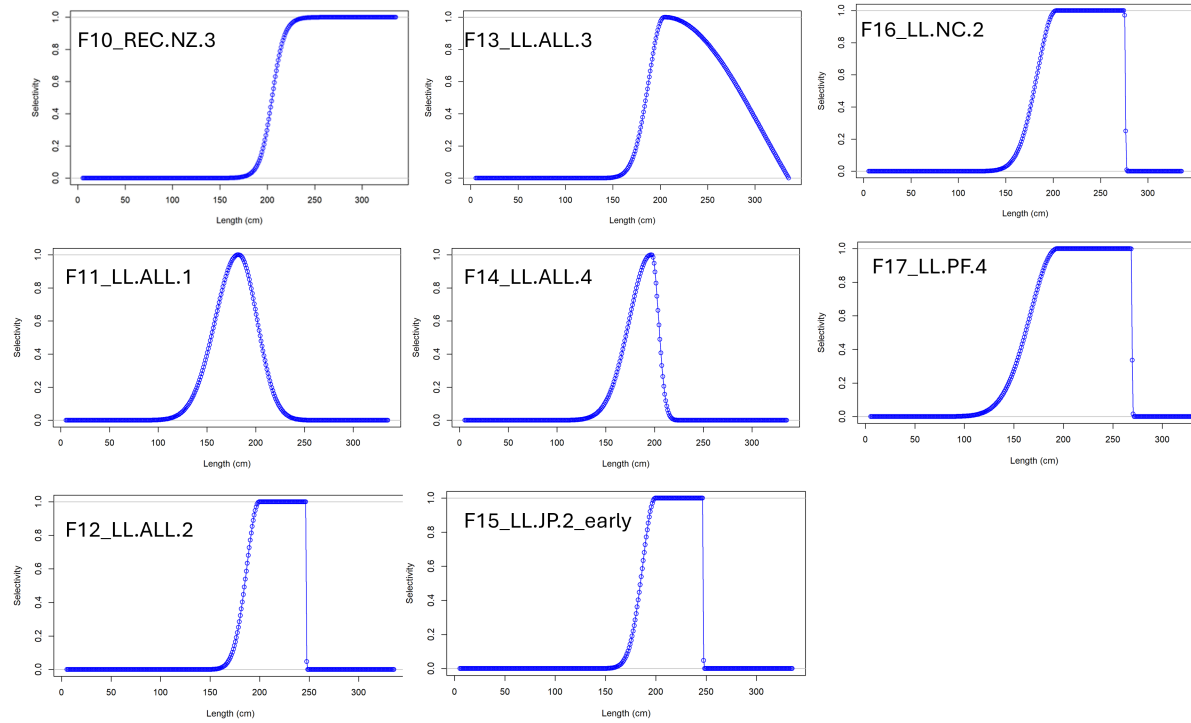 F10_REC.NZ.3
Selectivity
0.0 0.2 0.4 0.6 0.8 1.0
0 50 100 150 200 250 300
Length (cm)
F13_LL.ALL.3
Selectivity
0.0 0.2 0.4 0.6 0.8 1.0
0 50 100 150 200 250 300
Length (cm)
F16_LL.NC.2
Selectivity
0.0 0.2 0.4 0.6 0.8 1.0
0 50 100 150 200 250 300
Length (cm)
F11_LL.ALL.1
Selectivity
0.0 0.2 0.4 0.6 0.8 1.0
0 50 100 150 200 250 300
Length (cm)
F14_LL.ALL.4
Selectivity
0.0 0.2 0.4 0.6 0.8 1.0
0 50 100 150 200 250 300
Length (cm)
F17_LL.PF.4
Selectivity
0.0 0.2 0.4 0.6 0.8 1.0
0 50 100 150 200 250 300
Length (cm)
F12_LL.ALL.2
Selectivity
0.0 0.2 0.4 0.6 0.8 1.0
0 50 100 150 200 250 300
Length (cm)
F15_LL.JP.2_early
Selectivity
0.0 0.2 0.4 0.6 0.8 1.0
0 50 100 150 200 250 300
Length (cm)